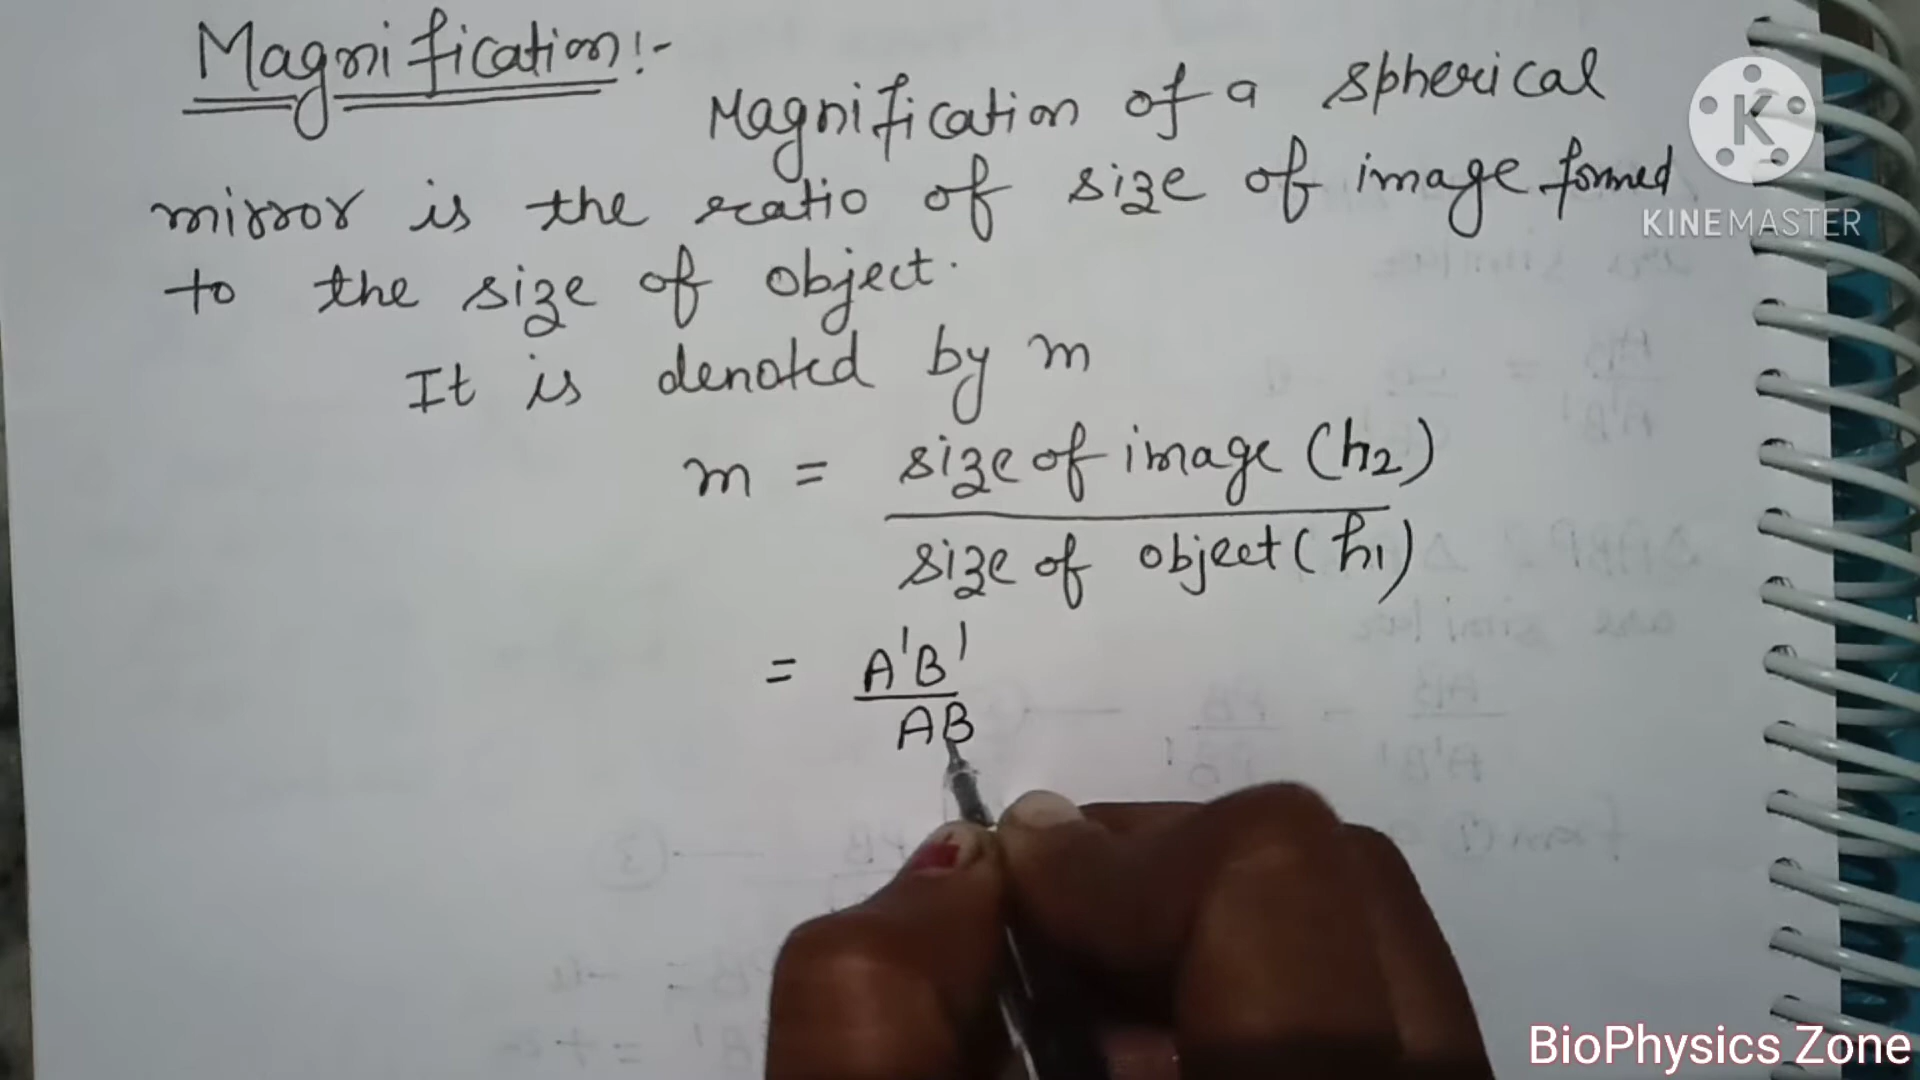 Magnification:-
Magnification of a spherical
mirror is the ratio of size of image formed
to the size of object.
It is denoted by m
m = size of image (h2)
size of object (h1)
= A'B'
AB
K
KINEMASTER
BioPhysics Zone